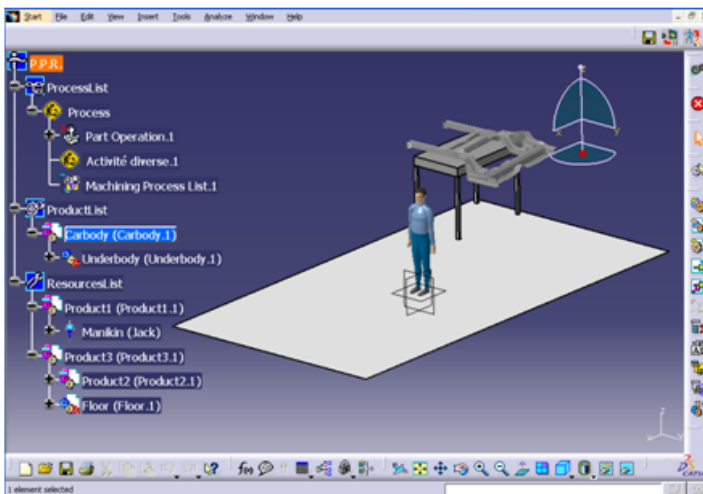 Start File Edit View Insert Tools Analyze Window Help
P.P.R.
ProcessList
Process
Part Operation.1
Activité diverse.1
Machining Process List.1
ProductList
Carbody (Carbody.1)
Underbody (Underbody.1)
ResourcesList
Product1 (Product1.1)
Manikin (Jack)
Product3 (Product3.1)
Product2 (Product2.1)
Floor (Floor.1)
z
x y
z
x y
f(x)
1 element selected